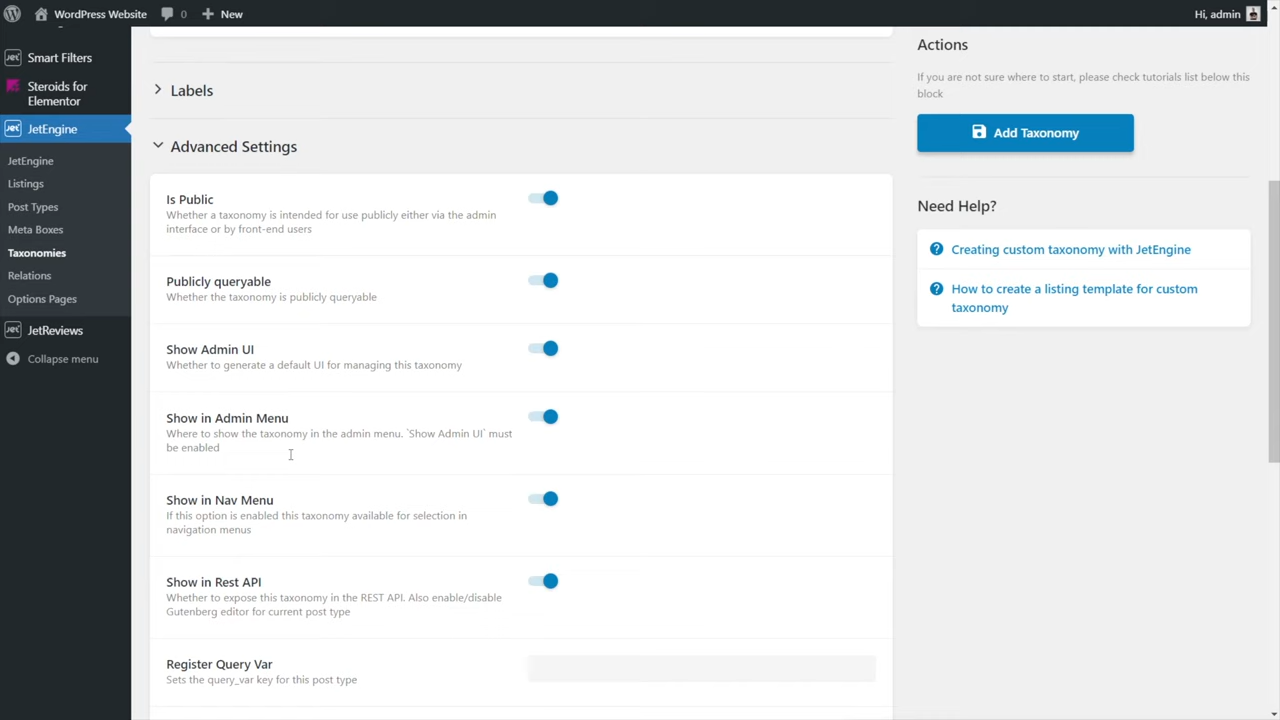 WordPress Website
0
New
Hi, admin
Smart Filters
Steroids for
Elementor
JetEngine
JetEngine
Listings
Post Types
Meta Boxes
Taxonomies
Relations
Options Pages
JetReviews
Collapse menu
Labels
Advanced Settings
Is Public
Whether a taxonomy is intended for use publicly either via the admin
interface or by front-end users
Publicly queryable
Whether the taxonomy is publicly queryable
Show Admin UI
Whether to generate a default UI for managing this taxonomy
Show in Admin Menu
Where to show the taxonomy in the admin menu. `Show Admin UI` must
be enabled
Show in Nav Menu
If this option is enabled this taxonomy available for selection in
navigation menus
Show in Rest API
Whether to expose this taxonomy in the REST API. Also enable/disable
Gutenberg editor for current post type
Register Query Var
Sets the query_var key for this post type
Actions
If you are not sure where to start, please check tutorials list below this
block
Add Taxonomy
Need Help?
Creating custom taxonomy with JetEngine
How to create a listing template for custom
taxonomy